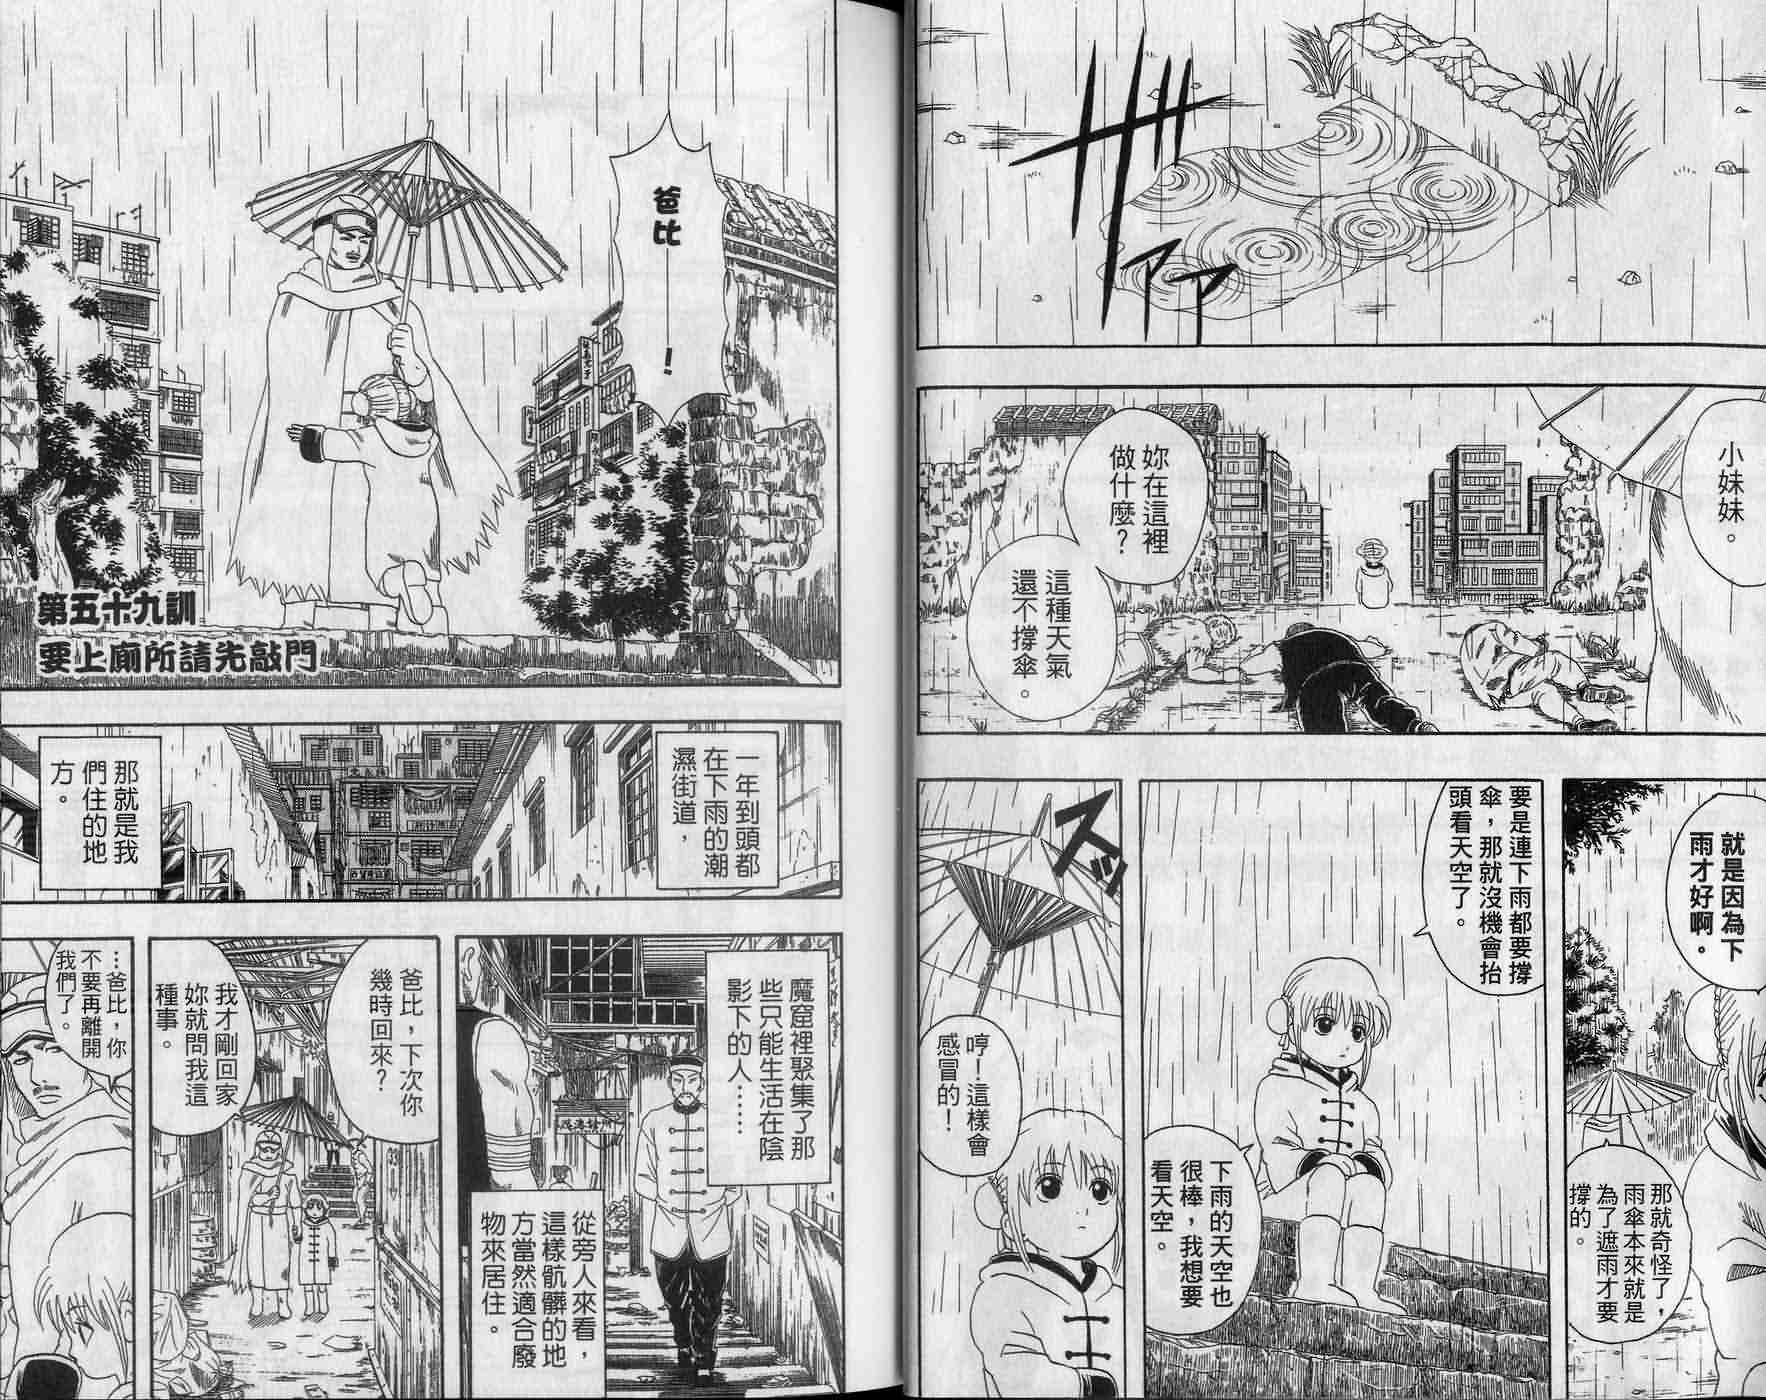 ザザ
ァァ
小妹妹。
妳在這裡
做什麼?
這種天氣
還不撐傘。
就是因為下
雨才好啊。
那就奇怪了,
雨傘本來就是
為了遮雨才要
撐的。
要是連下雨都要撐
傘,那就沒機會抬
頭看天空了。
下雨的天空也
很棒,我想要
看天空。
スッ
哼!這樣會
感冒的!
爸比
——!
第五十九訓
要上廁所請先敲門
一年到頭都
在下雨的潮
濕街道,
那就是我
們住的地
方。
魔窟裡聚集了那
些只能生活在陰
影下的人……
從旁人來看,
這樣骯髒的地
方當然適合廢
物來居住。
爸比,下次你
幾時回來?
我才剛回家
妳就問我這
種事。
…爸比,你
不要再離開
我們了。